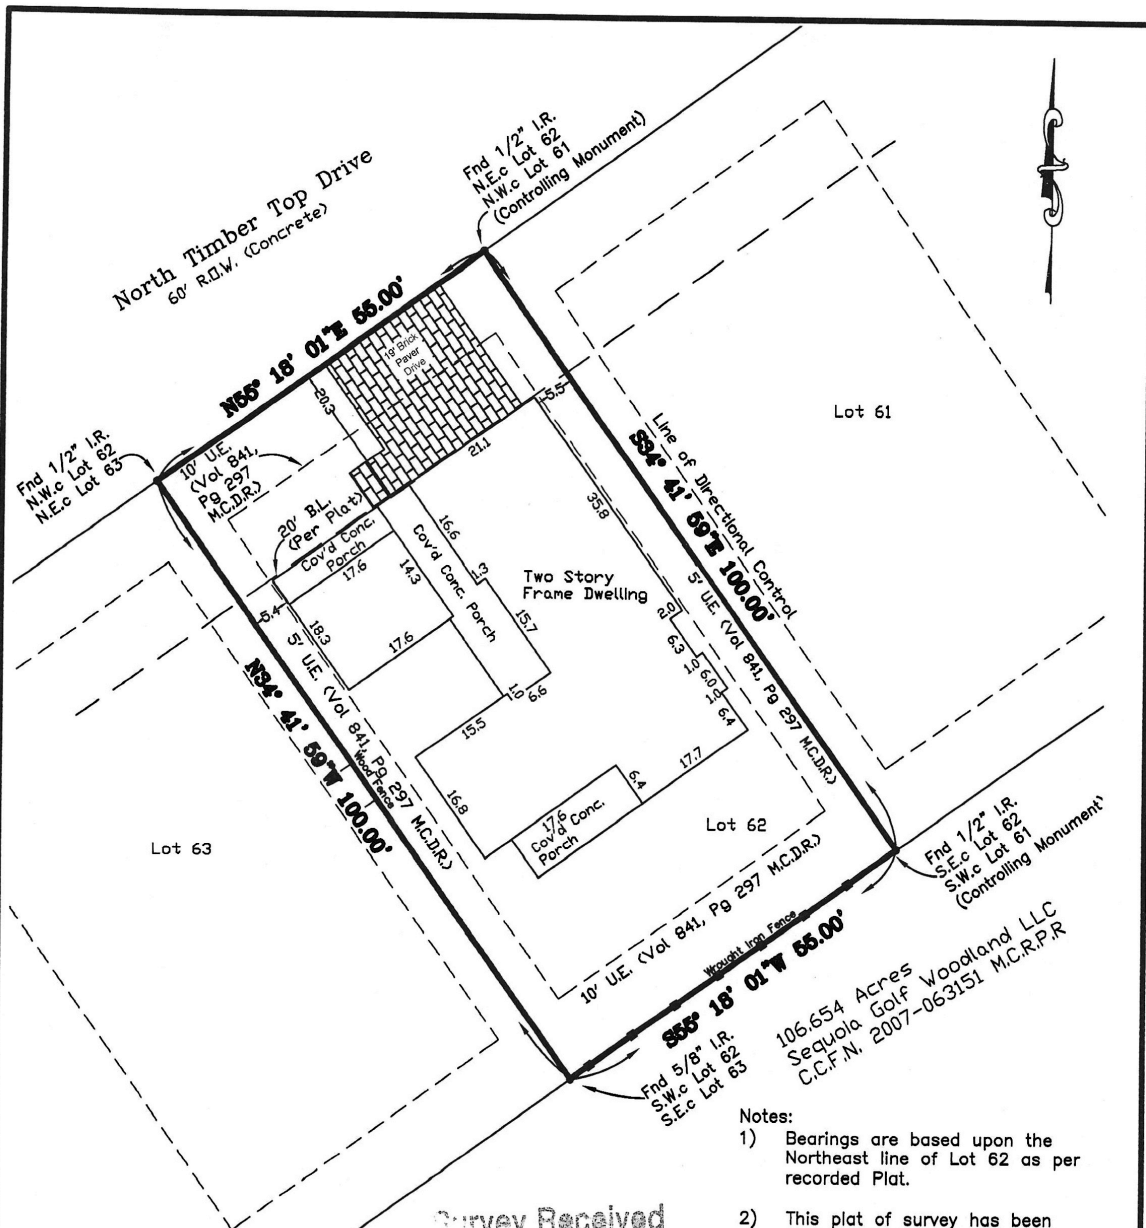 North Timber Top Drive
60' R.O.W. (Concrete)
Fnd 1/2" I.R.
N.E.c Lot 62
N.W.c Lot 61
(Controlling Monument)
N55° 18' 01"E 55.00'
19' Brick
Paver
Drive
20.3
Fnd 1/2" I.R.
N.W.c Lot 62
N.E.c Lot 63
10' U.E.
(Vol 841,
Pg 297
M.C.D.R.)
20' B.L.
(Per Plat)
5.5
21.1
Lot 61
Line of Directional Control
S34° 41' 59"E 100.00'
5' U.E. (Vol 841, Pg 297 M.C.D.R.)
35.8
Cov'd Conc.
Porch
17.6
14.3
Cov'd Conc. Porch
16.6
1.3
15.7
Two Story
Frame Dwelling
5.4
18.3
17.6
2.0
6.3
1.0
6.0
1.0
6.4
1.0
6.6
15.5
17.7
N34° 41' 59"W 100.00'
5' U.E. (Vol 841, Pg 297 M.C.D.R.)
Wood Fence
16.8
6.4
17.6
Cov'd Conc.
Porch
Lot 62
Lot 63
10' U.E. (Vol 841, Pg 297 M.C.D.R.)
Wrought Iron Fence
S55° 18' 01"W 55.00'
Fnd 1/2" I.R.
S.E.c Lot 62
S.W.c Lot 61
(Controlling Monument)
106.654 Acres
Sequoia Golf Woodland LLC
C.C.F.N. 2007-063151 M.C.R.P.R
Fnd 5/8" I.R.
S.W.c Lot 62
S.E.c Lot 63
Notes:
1) Bearings are based upon the
Northeast line of Lot 62 as per
recorded Plat.
2) This plat of survey has been
Survey Received